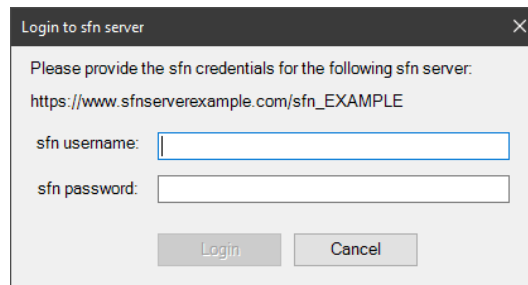 Login to sfn server
Please provide the sfn credentials for the following sfn server:
https://www.sfnserverexample.com/sfn_EXAMPLE
sfn username:
sfn password:
Login Cancel